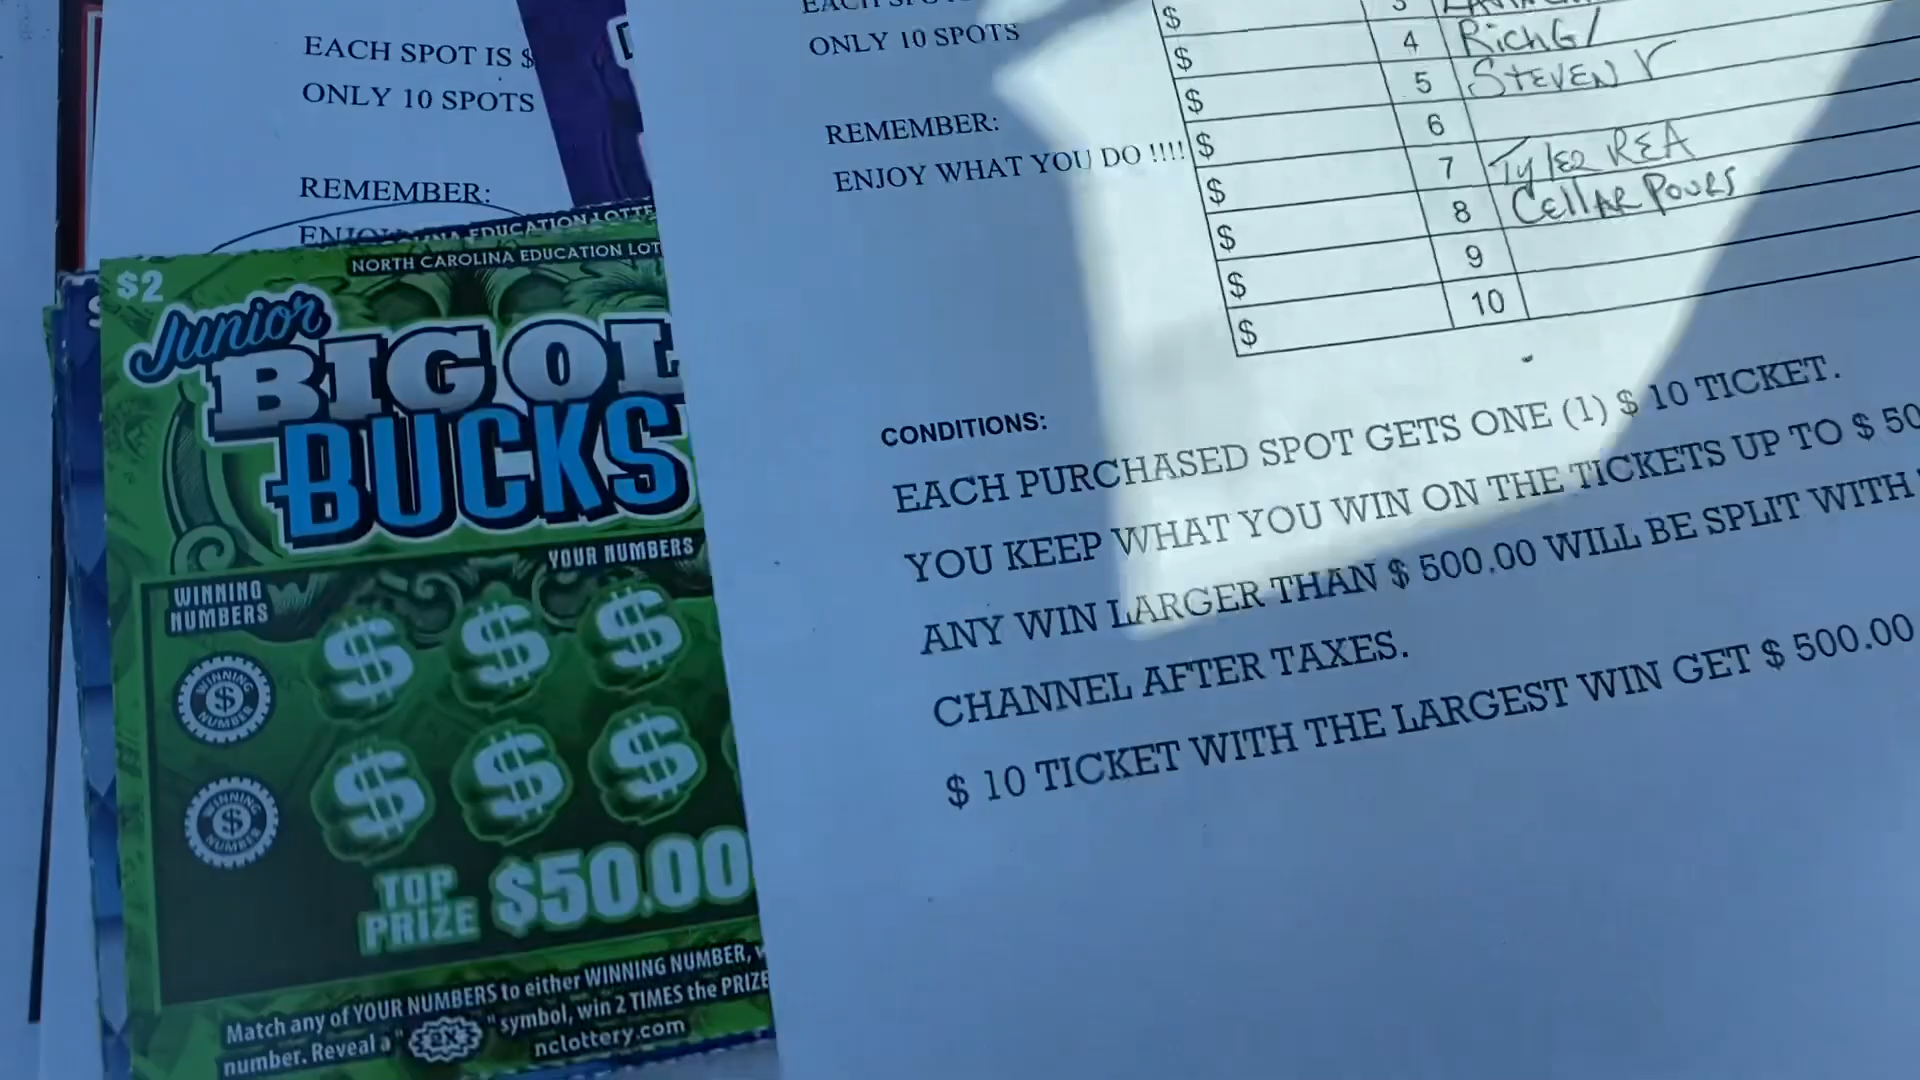 EACH SPOT IS $
ONLY 10 SPOTS
REMEMBER:
ONLY 10 SPOTS
REMEMBER:
ENJOY WHAT YOU DO !!!!
$ 3
$ 4 RichG/
$ 5 STEVEN V
$ 6
$ 7 Tyler REA
$ 8 Cellar Pours
$ 9
$ 10
CONDITIONS:
EACH PURCHASED SPOT GETS ONE (1) $ 10 TICKET.
YOU KEEP WHAT YOU WIN ON THE TICKETS UP TO $ 50
ANY WIN LARGER THAN $ 500.00 WILL BE SPLIT WITH
CHANNEL AFTER TAXES.
$ 10 TICKET WITH THE LARGEST WIN GET $ 500.00
EDUCATION LOTTE
NORTH CAROLINA EDUCATION LOT
$2
Junior
BIG OL
BUCKS
YOUR NUMBERS
WINNING
NUMBERS
$ $ $
WINNING $ NUMBER
$ $ $
WINNING $ NUMBER
TOP
PRIZE $50,00
Match any of YOUR NUMBERS to either WINNING NUMBER,
number. Reveal a "2X" symbol, win 2 TIMES the PRIZE
nclottery.com